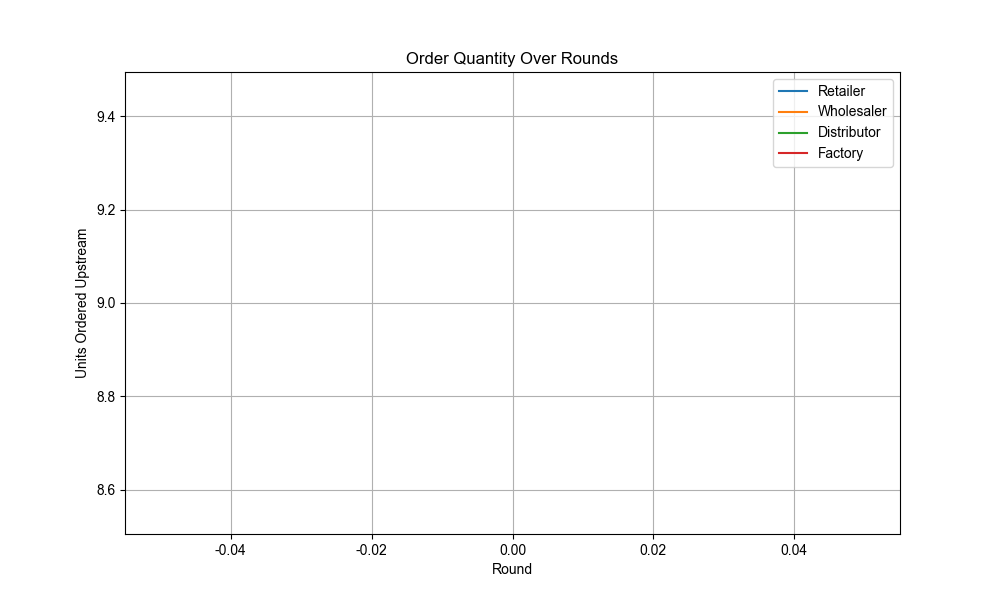 Order Quantity Over Rounds
Retailer
Wholesaler
Distributor
Factory
9.4
9.2
9.0
8.8
8.6
Units Ordered Upstream
-0.04
-0.02
0.00
0.02
0.04
Round